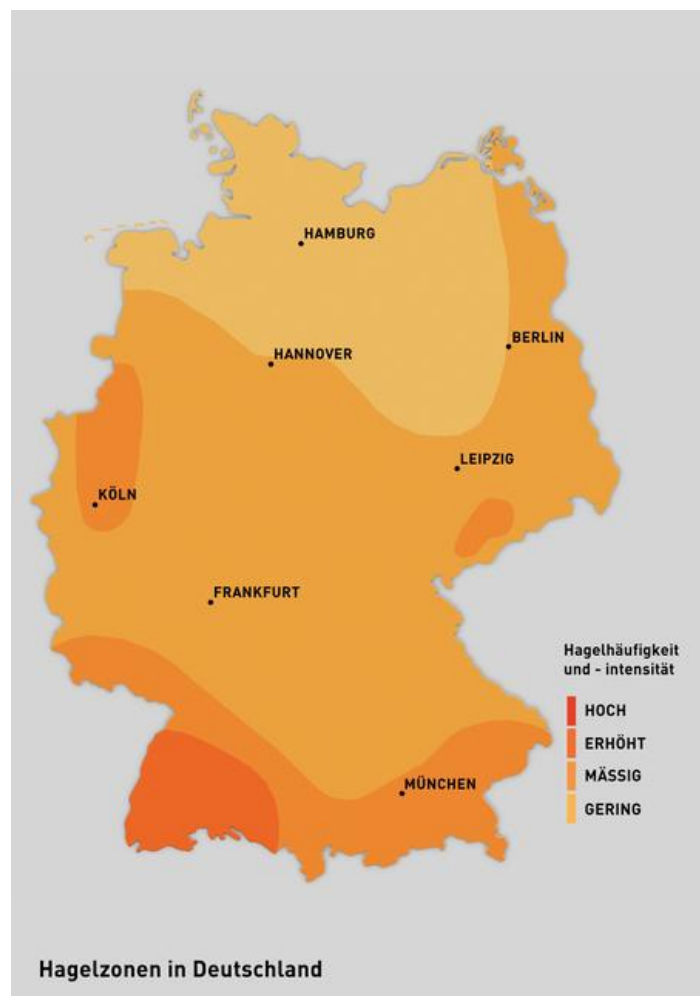 HAMBURG
BERLIN
HANNOVER
LEIPZIG
KÖLN
FRANKFURT
Hagelhäufigkeit
und - intensität
HOCH
ERHÖHT
MÄSSIG
GERING
MÜNCHEN
Hagelzonen in Deutschland